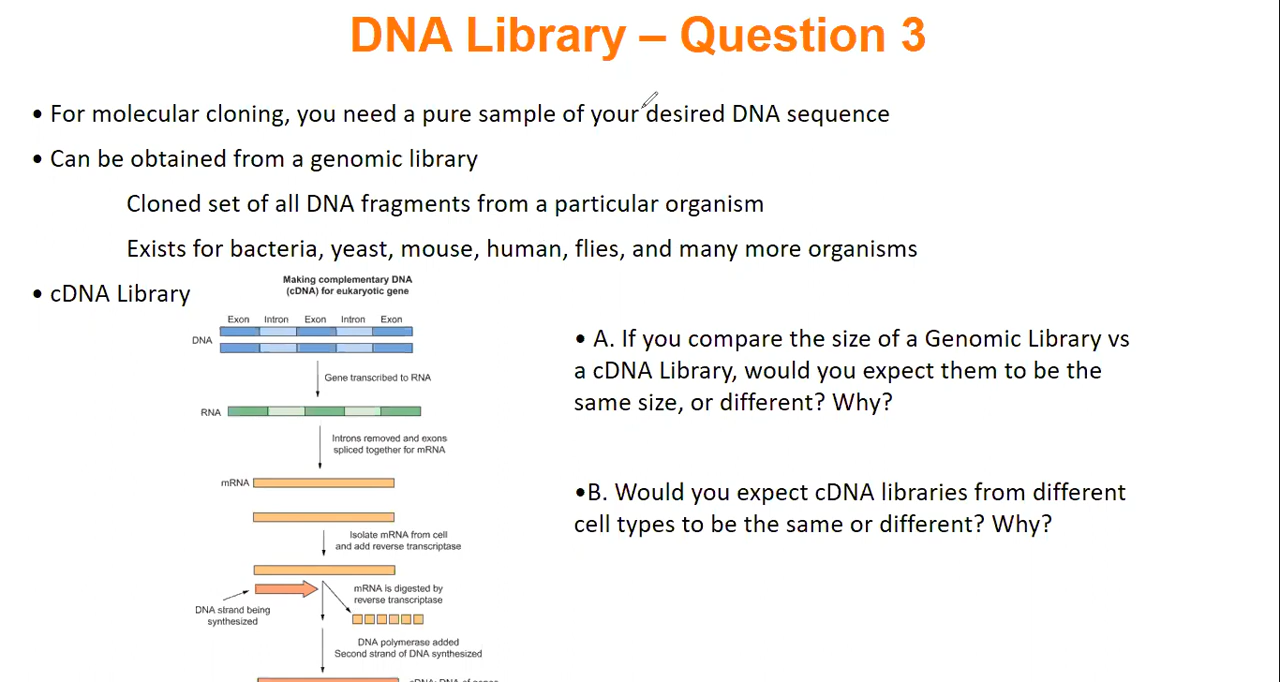 DNA Library – Question 3
• For molecular cloning, you need a pure sample of your desired DNA sequence
• Can be obtained from a genomic library
Cloned set of all DNA fragments from a particular organism
Exists for bacteria, yeast, mouse, human, flies, and many more organisms
• cDNA Library
Making complementary DNA
(cDNA) for eukaryotic gene
Exon Intron Exon Intron Exon
DNA
Gene transcribed to RNA
RNA
Introns removed and exons
spliced together for mRNA
mRNA
Isolate mRNA from cell
and add reverse transcriptase
mRNA is digested by
reverse transcriptase
DNA strand being
synthesized
DNA polymerase added
Second strand of DNA synthesized
• A. If you compare the size of a Genomic Library vs
a cDNA Library, would you expect them to be the
same size, or different? Why?
•B. Would you expect cDNA libraries from different
cell types to be the same or different? Why?